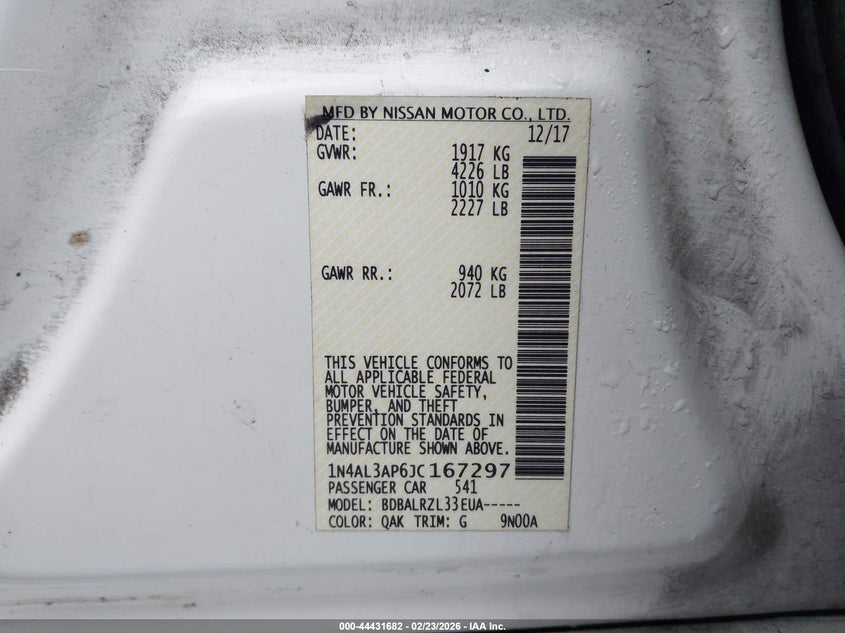 MFD BY NISSAN MOTOR CO., LTD.
DATE: 12/17
GVWR: 1917 KG
4226 LB
GAWR FR.: 1010 KG
2227 LB
GAWR RR.: 940 KG
2072 LB
THIS VEHICLE CONFORMS TO
ALL APPLICABLE FEDERAL
MOTOR VEHICLE SAFETY,
BUMPER, AND THEFT
PREVENTION STANDARDS IN
EFFECT ON THE DATE OF
MANUFACTURE SHOWN ABOVE.
1N4AL3AP6JC167297
PASSENGER CAR 541
MODEL: BDBALRZL33EUA-----
COLOR: QAK TRIM: G 9N00A
000-44431682 - 02/23/2026 - IAA Inc.